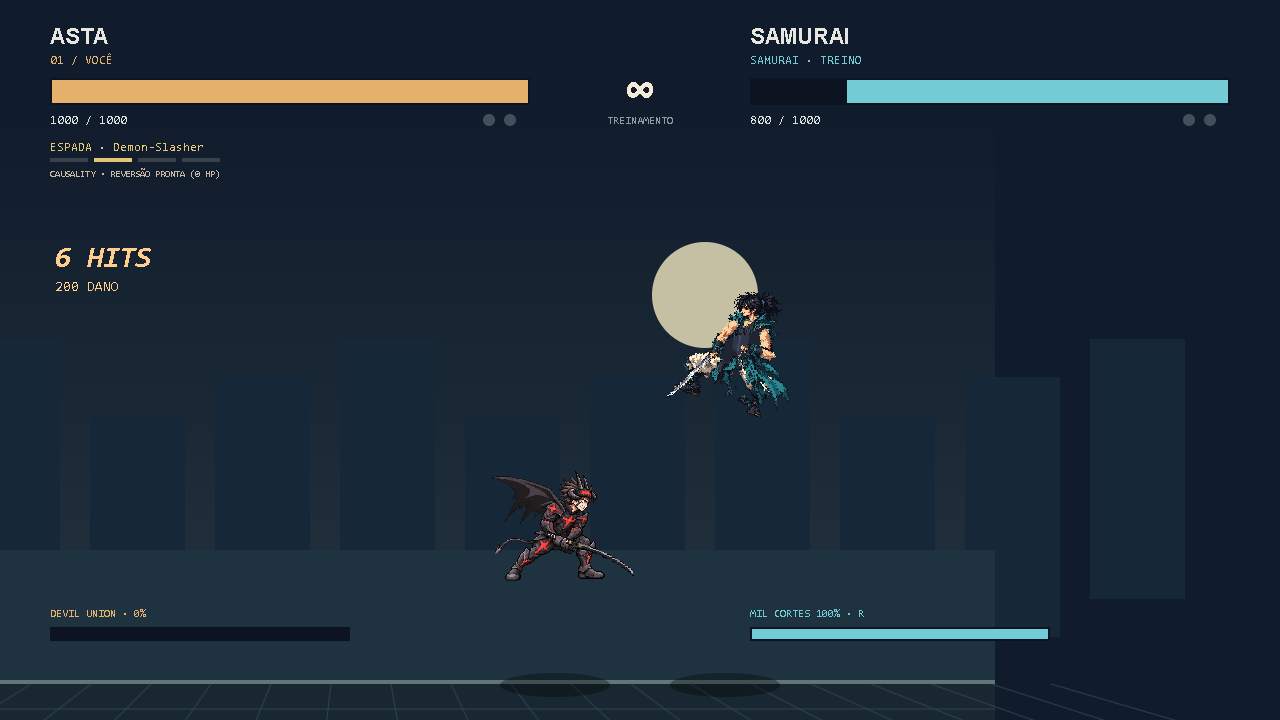 ASTA
01 / VOCÊ
1000 / 1000
ESPADA · Demon-Slasher
CAUSALITY · REVERSÃO PRONTA (0 HP)
6 HITS
200 DANO
∞
TREINAMENTO
SAMURAI
SAMURAI · TREINO
800 / 1000
DEVIL UNION · 0%
MIL CORTES 100% · R